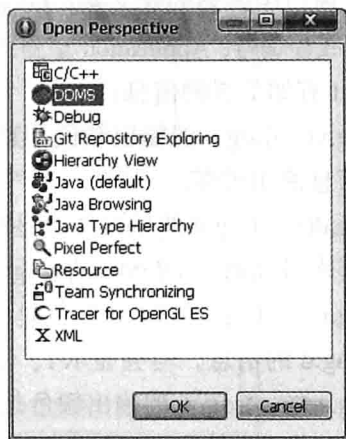 Open Perspective
C/C++
DDMS
Debug
Git Repository Exploring
Hierarchy View
Java (default)
Java Browsing
Java Type Hierarchy
Pixel Perfect
Resource
Team Synchronizing
Tracer for OpenGL ES
XML
OK
Cancel